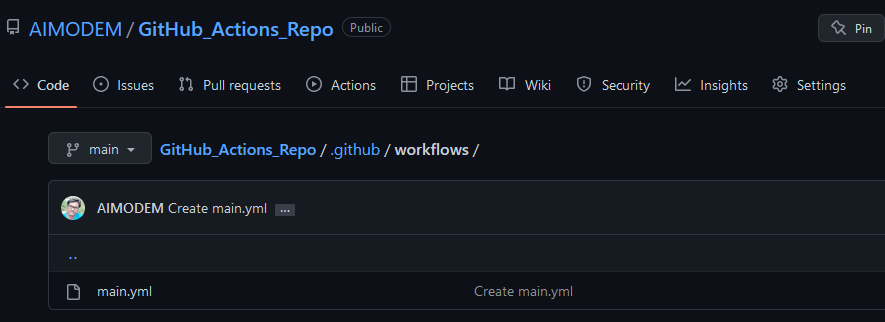 AIMODEM / GitHub_Actions_Repo Public Pin
Code Issues Pull requests Actions Projects Wiki Security Insights Settings
main GitHub_Actions_Repo / .github / workflows /
AIMODEM Create main.yml ...
..
main.yml Create main.yml